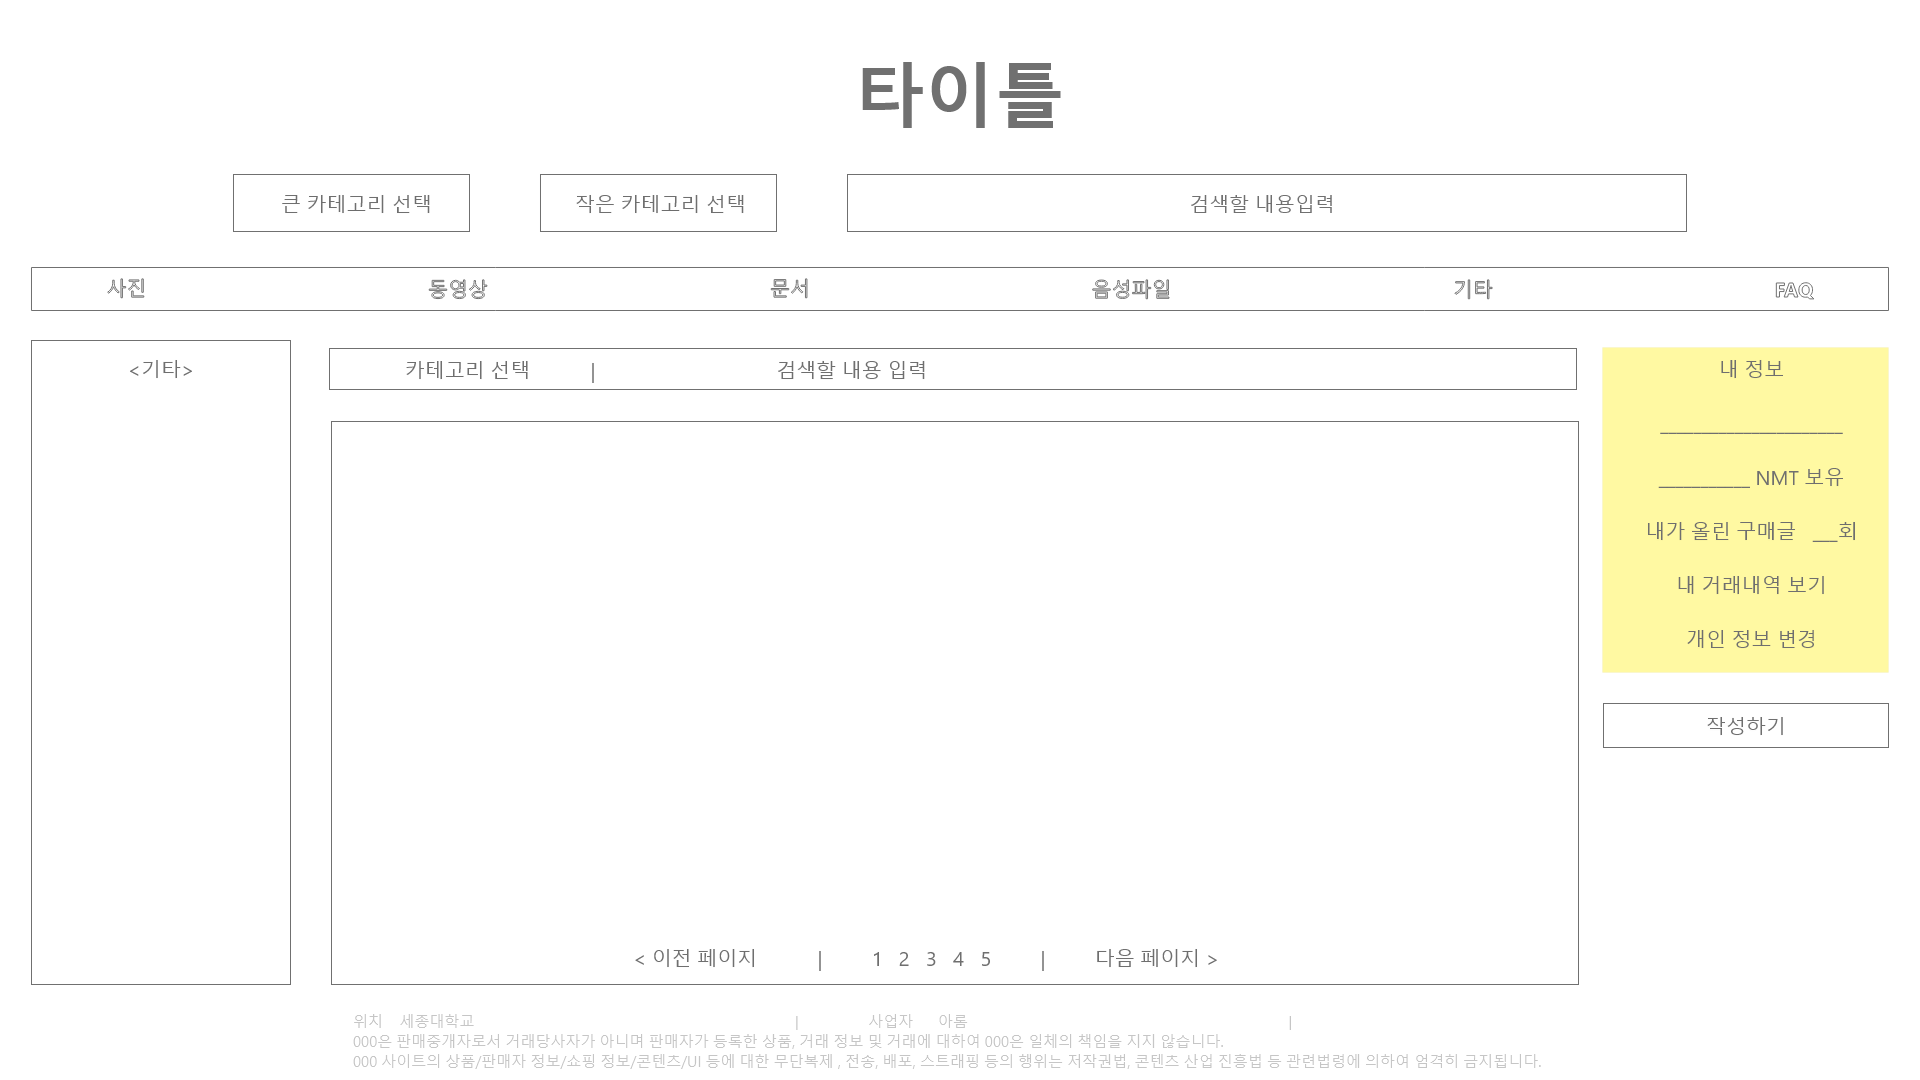 타이틀
큰 카테고리 선택
작은 카테고리 선택
검색할 내용입력
사진 동영상 문서 음성파일 기타 FAQ
<기타>
카테고리 선택 | 검색할 내용 입력
내 정보
____________________
__________ NMT 보유
내가 올린 구매글 ___회
내 거래내역 보기
개인 정보 변경
작성하기
< 이전 페이지 | 1 2 3 4 5 | 다음 페이지 >
위치 세종대학교 | 사업자 아롬 |
000은 판매중개자로서 거래당사자가 아니며 판매자가 등록한 상품, 거래 정보 및 거래에 대하여 000은 일체의 책임을 지지 않습니다.
000 사이트의 상품/판매자 정보/쇼핑 정보/콘텐츠/UI 등에 대한 무단복제 , 전송, 배포, 스트래핑 등의 행위는 저작권법, 콘텐츠 산업 진흥법 등 관련법령에 의하여 엄격히 금지됩니다.